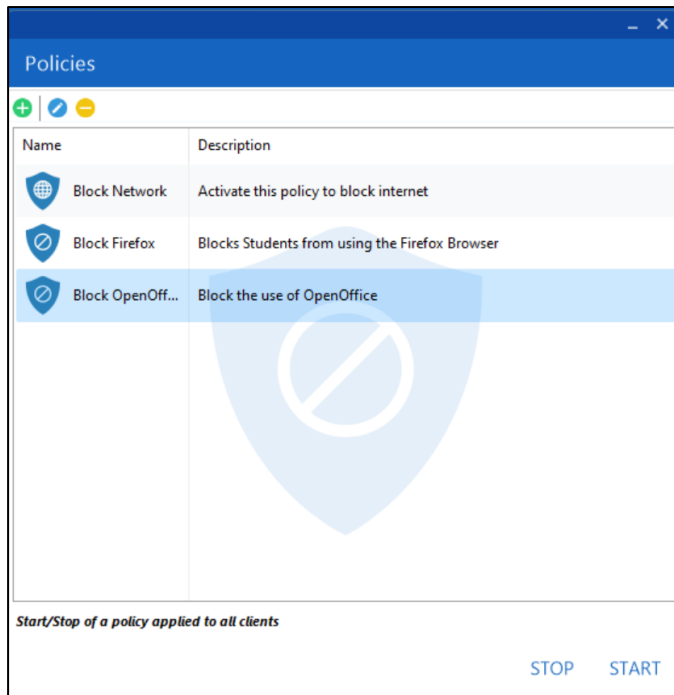 Policies
Name Description
Block Network Activate this policy to block internet
Block Firefox Blocks Students from using the Firefox Browser
Block OpenOff... Block the use of OpenOffice
Start/Stop of a policy applied to all clients
STOP START